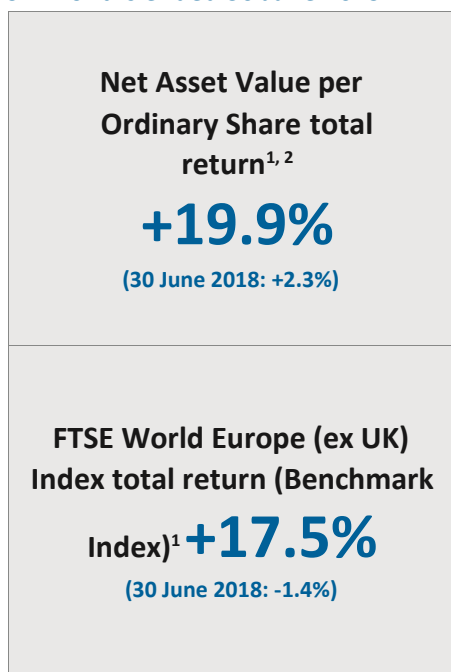 Net Asset Value per
Ordinary Share total
return1, 2
+19.9%
(30 June 2018: +2.3%)
FTSE World Europe (ex UK)
Index total return (Benchmark
Index)1 +17.5%
(30 June 2018: -1.4%)